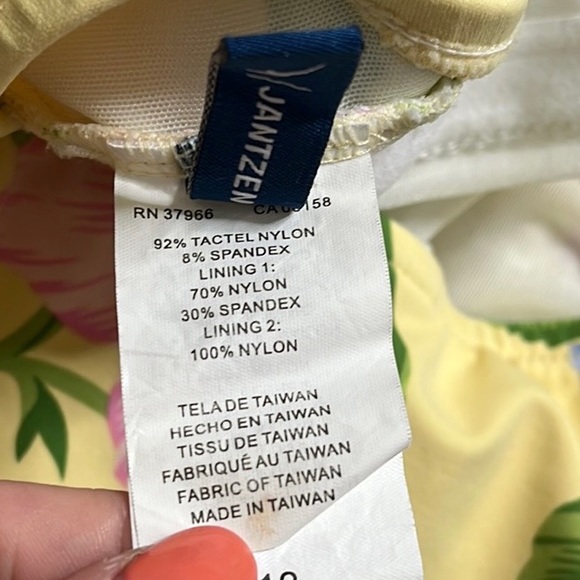 JANTZEN
RN 37966 CA
92% TACTEL NYLON
8% SPANDEX
LINING 1:
70% NYLON
30% SPANDEX
LINING 2:
100% NYLON
TELA DE TAIWAN
HECHO EN TAIWAN
TISSU DE TAIWAN
FABRIQUÉ AU TAIWAN
FABRIC OF TAIWAN
MADE IN TAIWAN